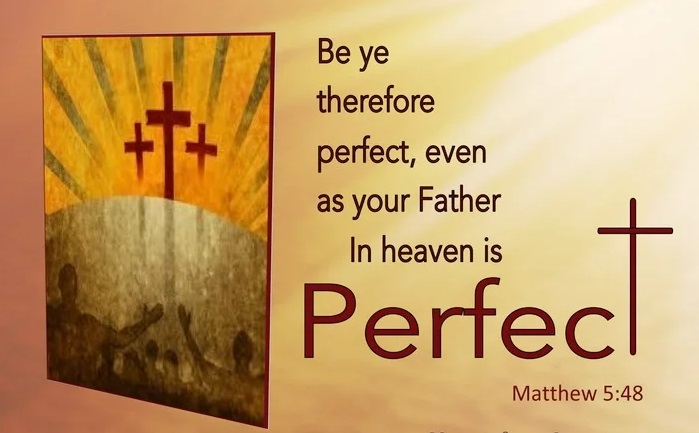 Be ye
therefore
perfect, even
as your Father
In heaven is
Perfect
Matthew 5:48